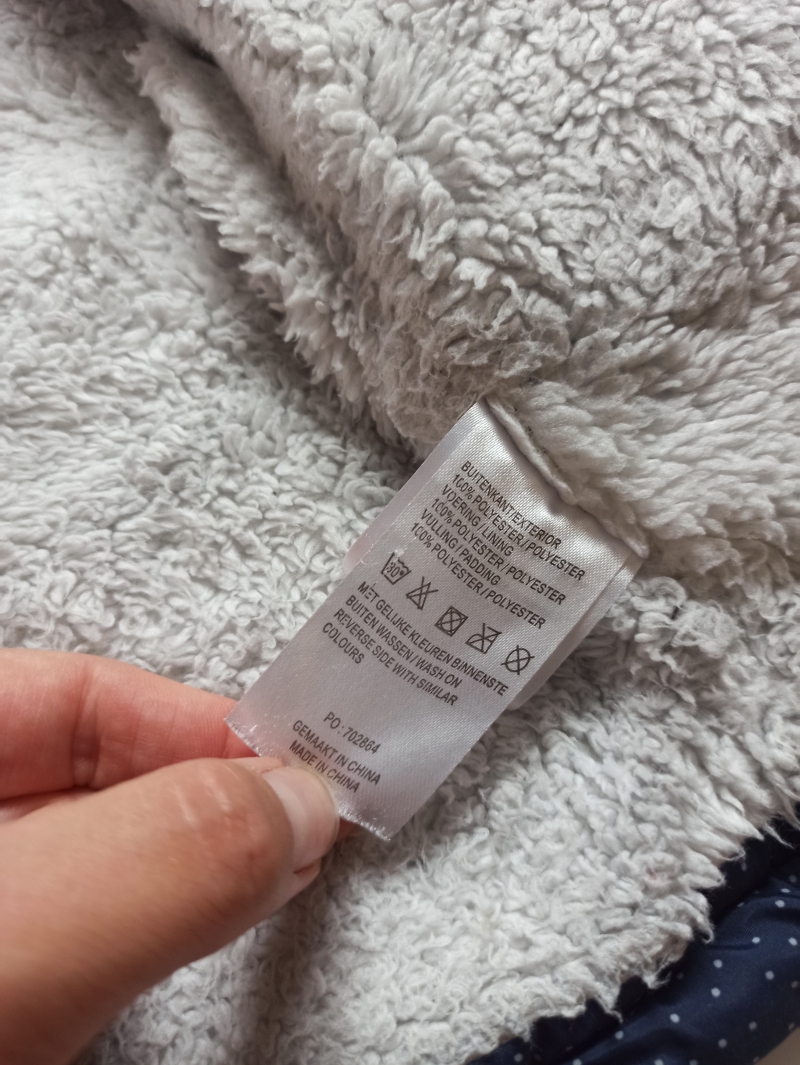 BUITENKANT/EXTERIOR
100% POLYESTER / POLYESTER
VOERING / LINING
100% POLYESTER / POLYESTER
VULLING / PADDING
100% POLYESTER / POLYESTER
30°
MET GELIJKE KLEUREN BINNENSTE
BUITEN WASSEN / WASH ON
REVERSE SIDE WITH SIMILAR
COLOURS
PO : 702864
GEMAAKT IN CHINA
MADE IN CHINA